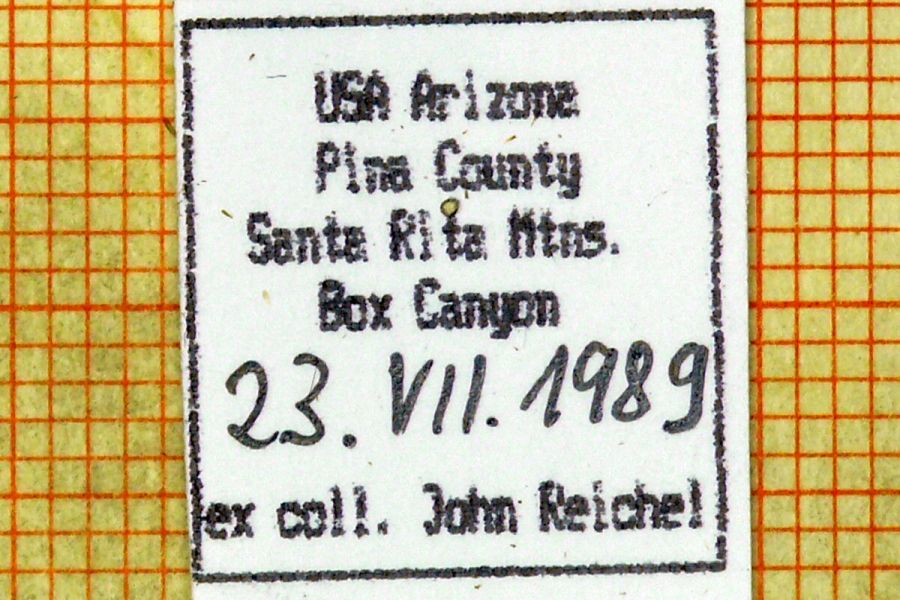 USA Arizona
Pima County
Santa Rita Mtns.
Box Canyon
23. VII. 1989
ex coll. John Reichel